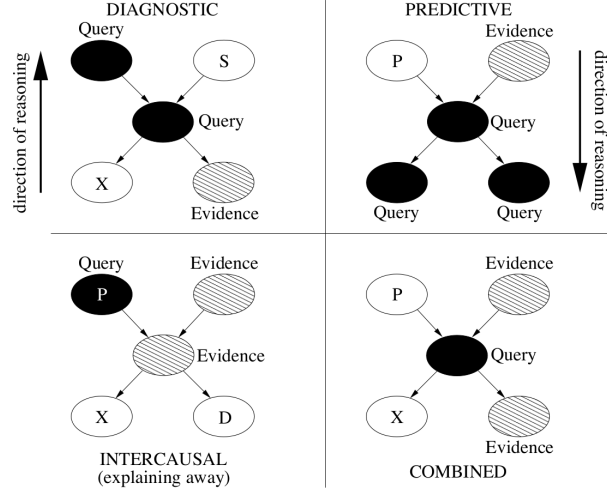 DIAGNOSTIC
Query
S
direction of reasoning
Query
X
Evidence
PREDICTIVE
Evidence
P
direction of reasoning
Query
Query
Query
Query
Evidence
P
Evidence
X
D
INTERCAUSAL
(explaining away)
Evidence
P
Query
X
Evidence
COMBINED